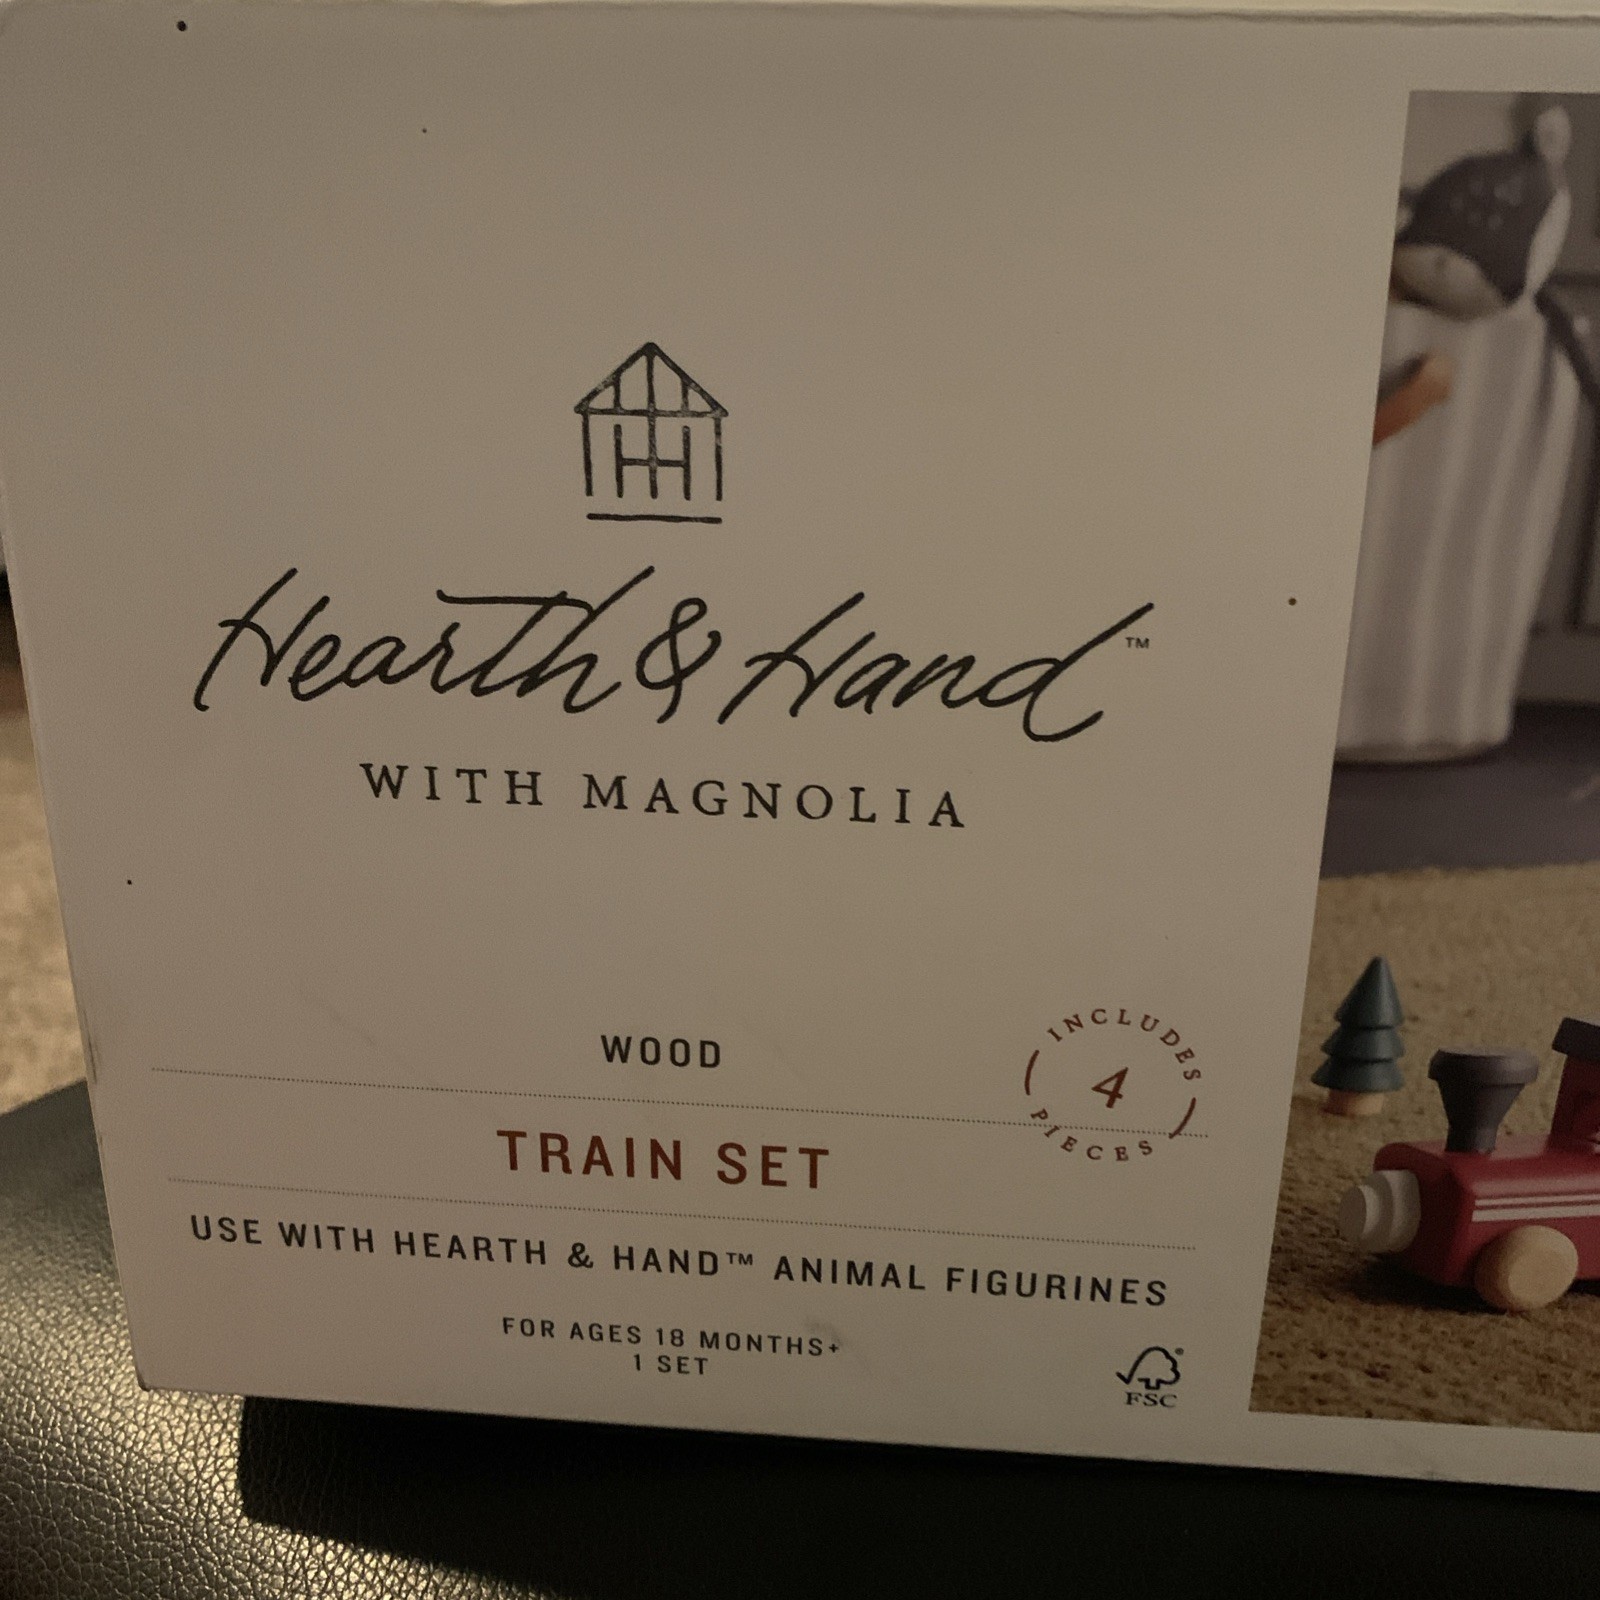 Hearth & Hand™
WITH MAGNOLIA
WOOD
INCLUDES
4
PIECES
TRAIN SET
USE WITH HEARTH & HAND™ ANIMAL FIGURINES
FOR AGES 18 MONTHS+
1 SET
FSC